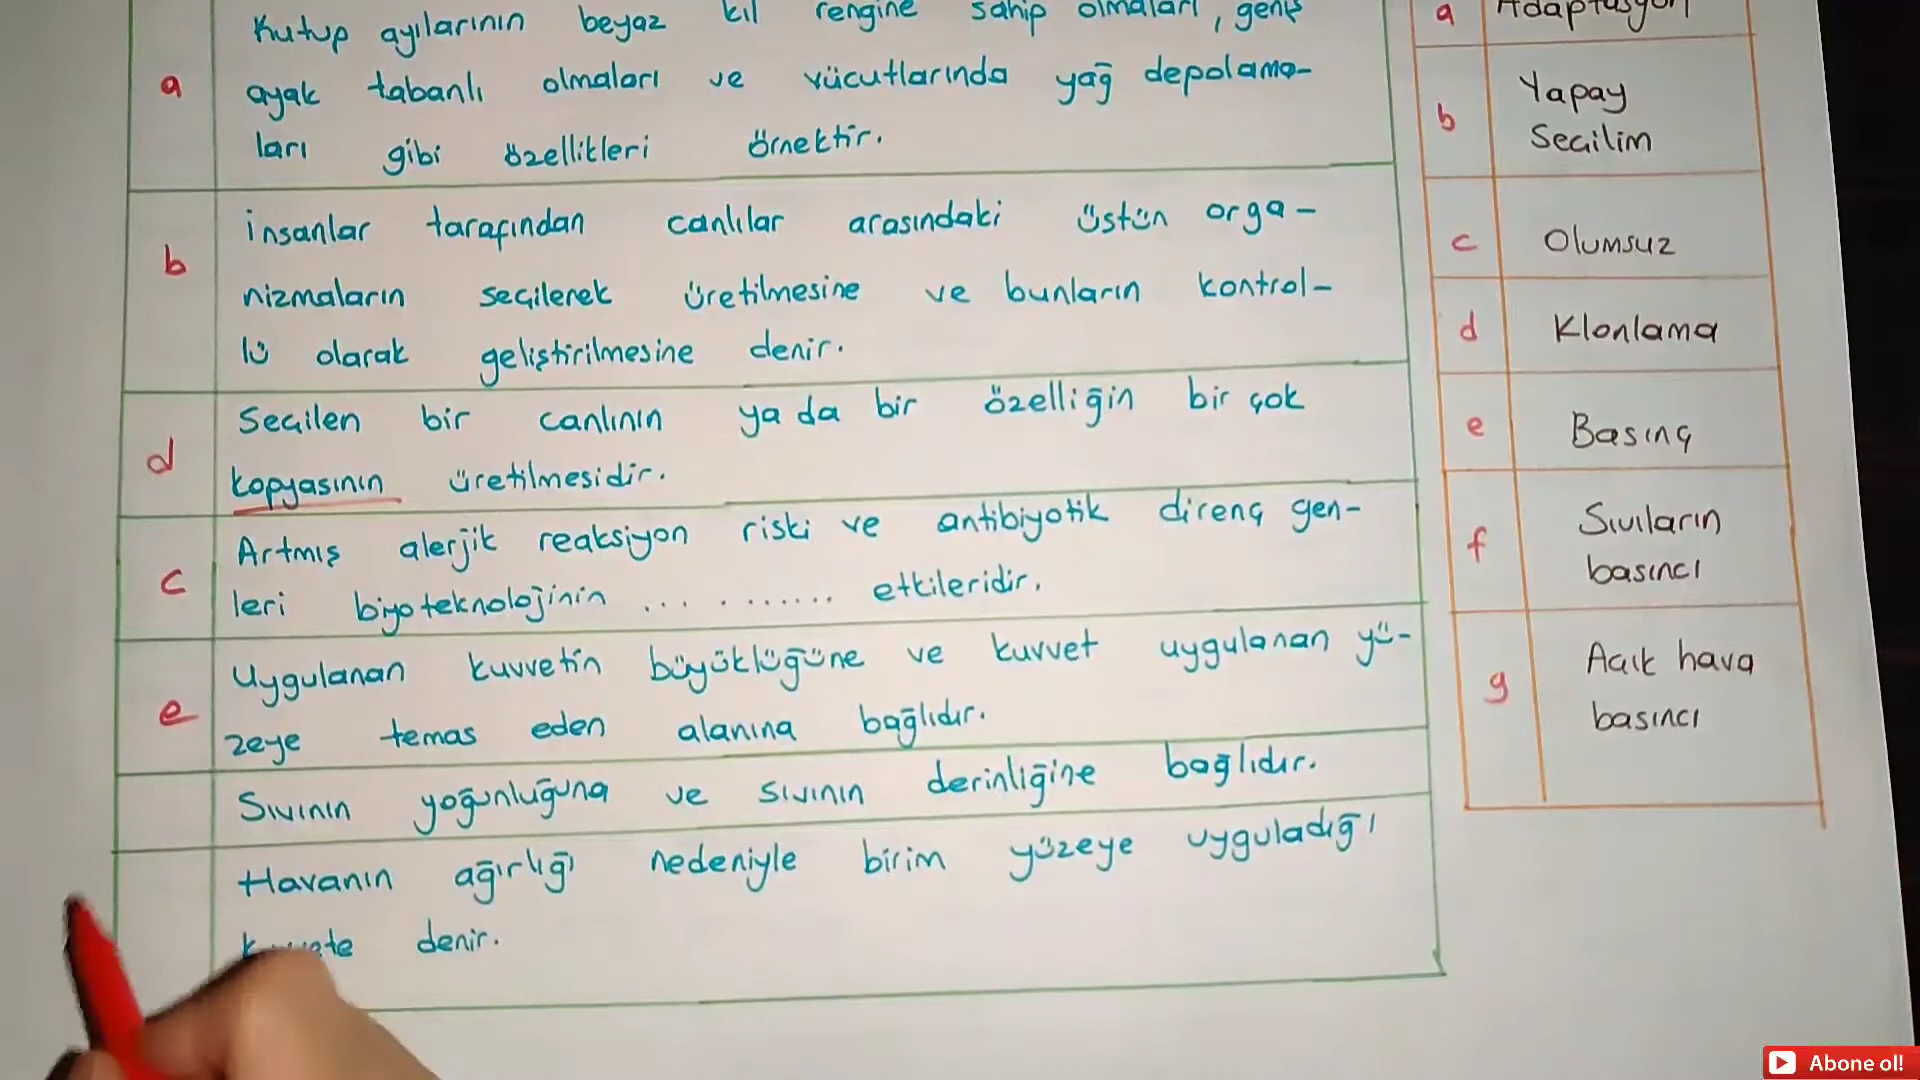 Kutup ayılarının beyaz kıl rengine sahip olmaları, geniş
a
ayak tabanlı olmaları ve vücutlarında yağ depolama-
ları gibi özellikleri örnektir.
b
İnsanlar tarafından canlılar arasındaki üstün orga-
nizmaların seçilerek üretilmesine ve bunların kontrol-
lü olarak geliştirilmesine denir.
d
Seçilen bir canlının ya da bir özelliğin bir çok
kopyasının üretilmesidir.
c
Artmış alerjik reaksiyon riski ve antibiyotik direnç gen-
leri biyoteknolojinin ............ etkileridir.
e
Uygulanan kuvvetin büyüklüğüne ve kuvvet uygulanan yü-
zeye temas eden alanına bağlıdır.
Sıvının yoğunluğuna ve sıvının derinliğine bağlıdır.
Havanın ağırlığı nedeniyle birim yüzeye uyguladığı
denir.
a Adaptasyon
b Yapay
Seçilim
c Olumsuz
d Klonlama
e Basınç
f Sıvıların
basıncı
g Açık hava
basıncı
Abone ol!